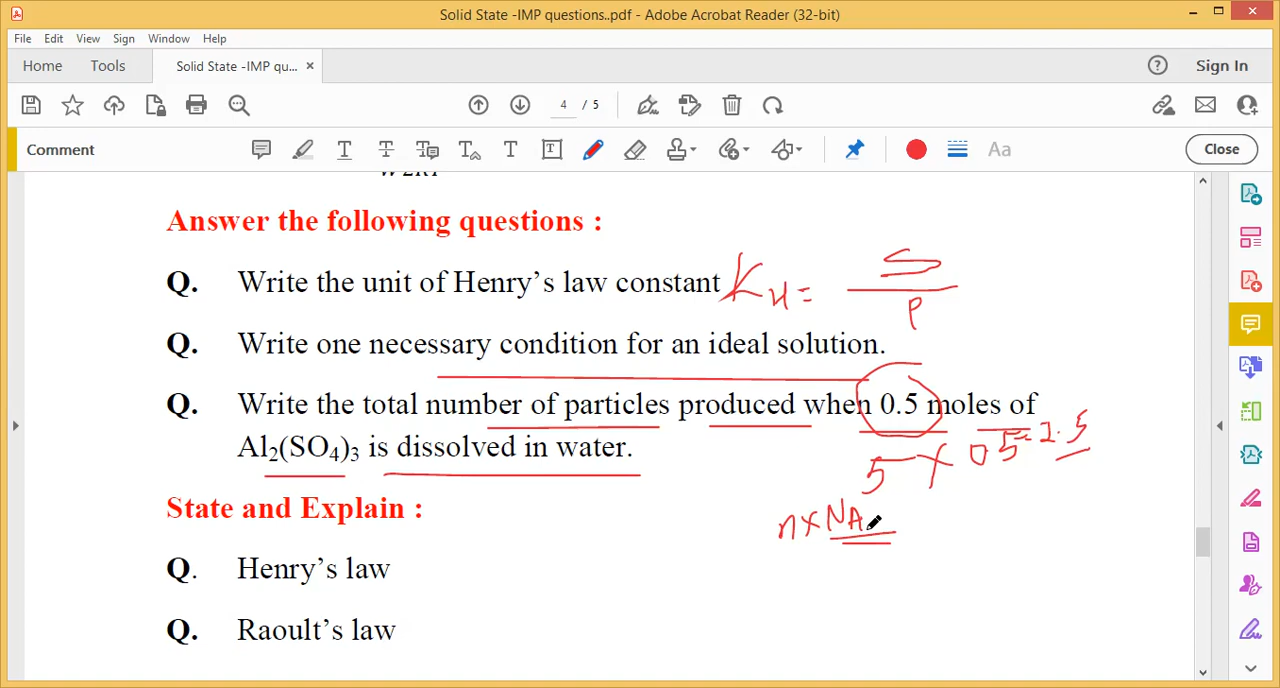 Solid State -IMP questions..pdf - Adobe Acrobat Reader (32-bit)
File Edit View Sign Window Help
Home Tools Solid State -IMP qu... × Sign In
4 / 5
Comment Aa Close
Answer the following questions :
Q. Write the unit of Henry's law constant K_H = S
P
Q. Write one necessary condition for an ideal solution.
Q. Write the total number of particles produced when 0.5 moles of
Al₂(SO₄)₃ is dissolved in water.
5 × 0 5 = 2.5
State and Explain :
n × NA
Q. Henry's law
Q. Raoult's law